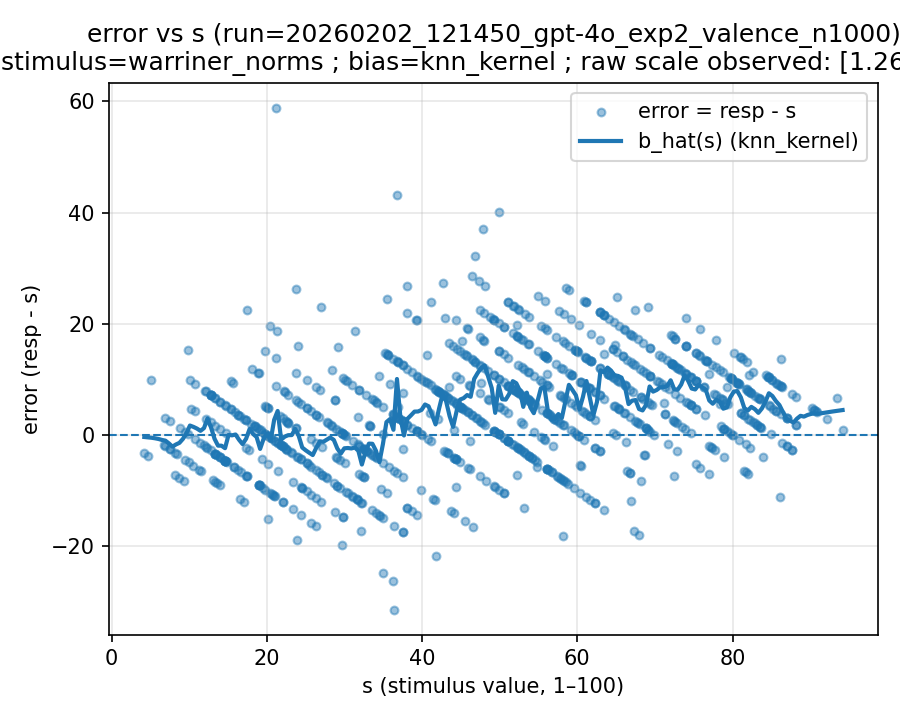 error vs s (run=20260202_121450_gpt-4o_exp2_valence_n1000)
stimulus=warriner_norms ; bias=knn_kernel ; raw scale observed: [1.26
error = resp - s
b_hat(s) (knn_kernel)
error (resp - s)
60
40
20
0
−20
0
20
40
60
80
s (stimulus value, 1–100)